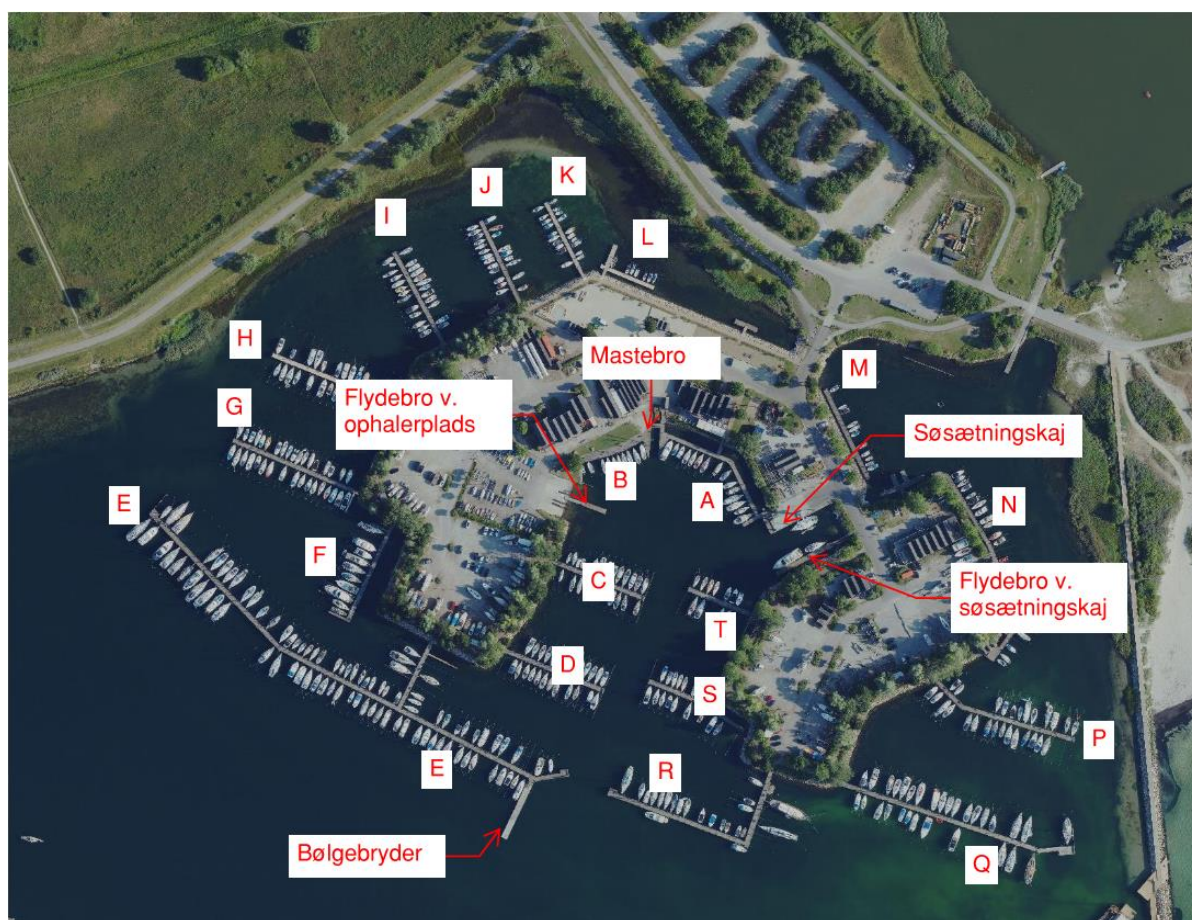 K
J
I
L
H
Mastebro
M
Flydebro v.
ophalerplads
G
Søsætningskaj
B
A
E
N
F
C
Flydebro v.
søsætningskaj
T
D
S
P
E
R
Bølgebryder
Q